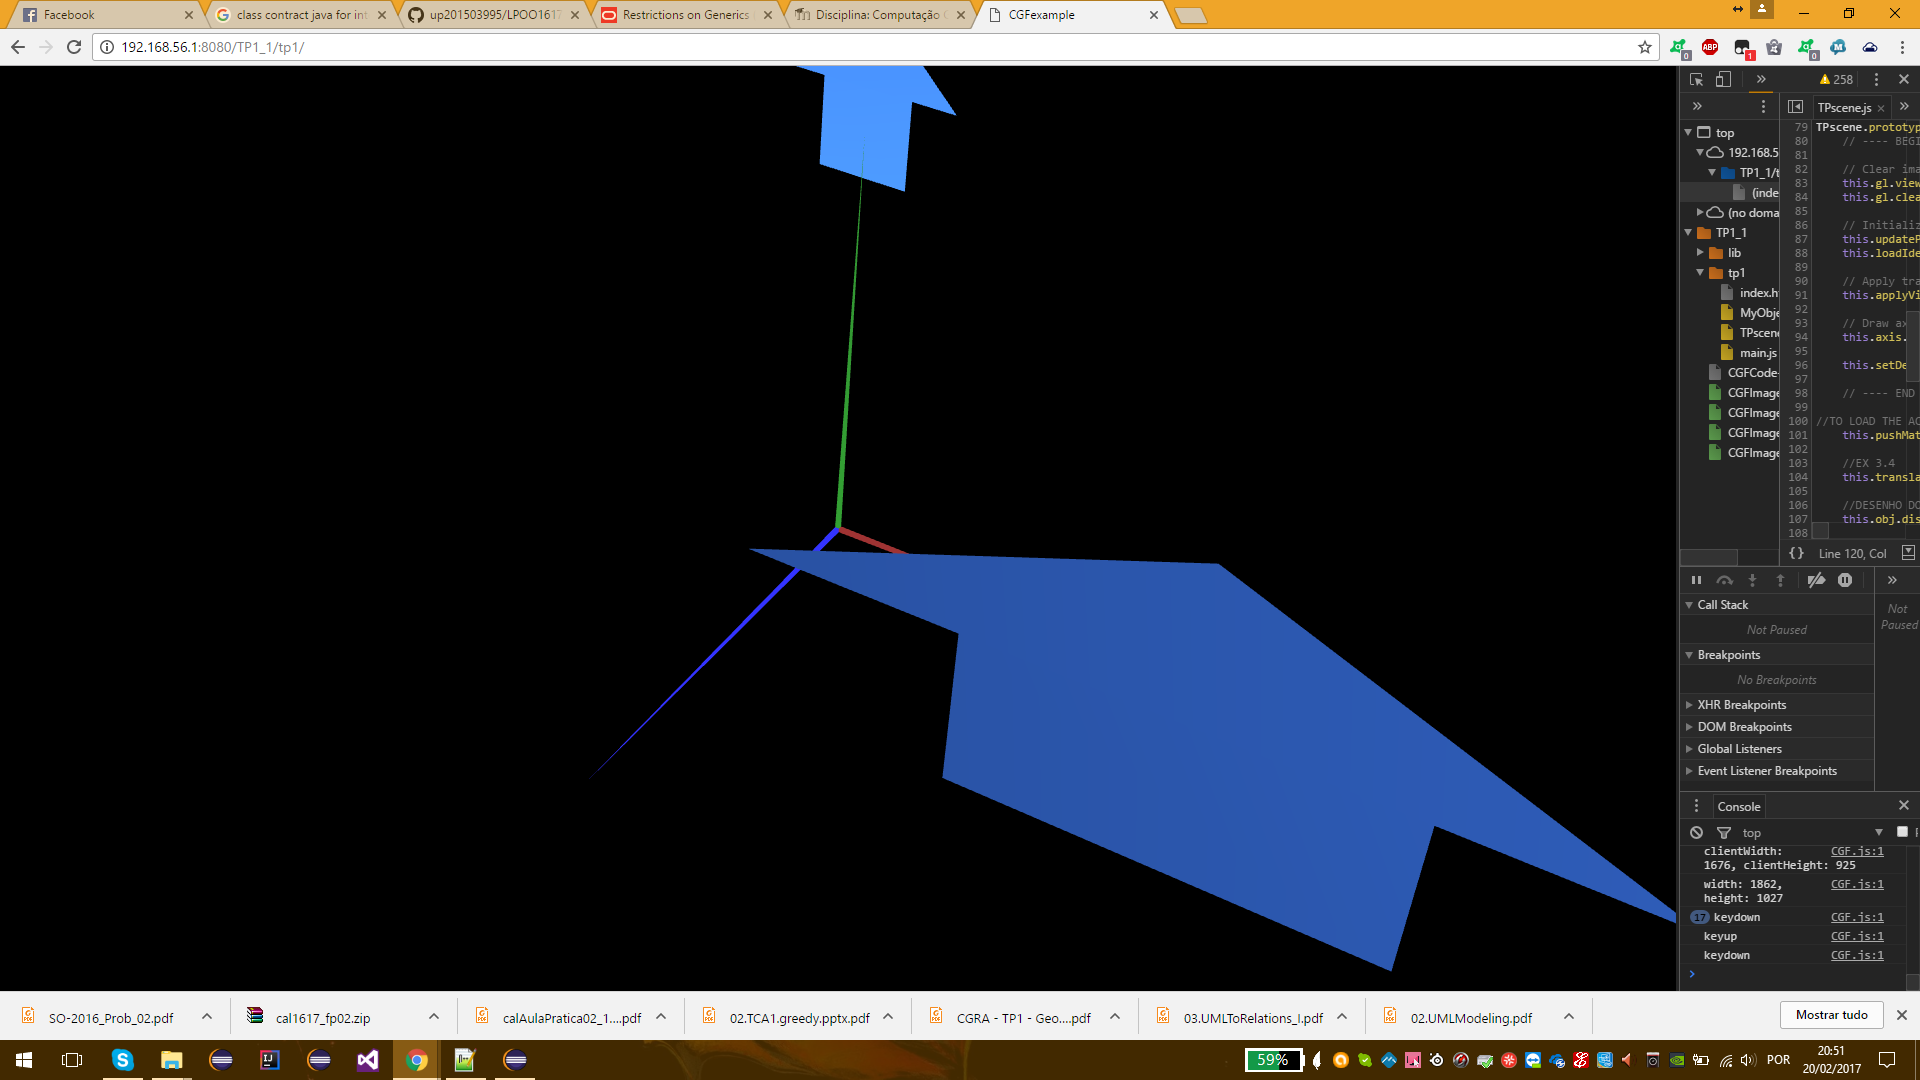 Facebook
class contract java for int
up201503995/LPOO1617
Restrictions on Generics
Disciplina: Computação
CGFexample
192.168.56.1:8080/TP1_1/tp1/
0
ABP
1
0
0
258
TPscene.js
top
192.168.5
TP1_1/t
(inde
(no doma
TP1_1
lib
tp1
index.h
MyObje
TPscene
main.js
CGFCode-
CGFImage
CGFImage
CGFImage
CGFImage
79 TPscene.prototyp
80 // ---- BEGI
81
82 // Clear ima
83 this.gl.view
84 this.gl.clea
85
86 // Initializ
87 this.updateP
88 this.loadIde
89
90 // Apply tra
91 this.applyVi
92
93 // Draw ax
94 this.axis.
95
96 this.setDe
97
98 // ---- END
99
100 //TO LOAD THE AC
101 this.pushMat
102
103 //EX 3.4
104 this.transla
105
106 //DESENHO DO
107 this.obj.dis
108
{} Line 120, Col
Call Stack
Not Paused
Breakpoints
No Breakpoints
XHR Breakpoints
DOM Breakpoints
Global Listeners
Event Listener Breakpoints
Not
Paused
Console
top
clientWidth: CGF.js:1
1676, clientHeight: 925
width: 1862, CGF.js:1
height: 1027
17 keydown CGF.js:1
keyup CGF.js:1
keydown CGF.js:1
SO-2016_Prob_02.pdf
cal1617_fp02.zip
calAulaPratica02_1....pdf
02.TCA1.greedy.pptx.pdf
CGRA - TP1 - Geo....pdf
03.UMLToRelations_I.pdf
02.UMLModeling.pdf
Mostrar tudo
59%
POR
20:51
20/02/2017